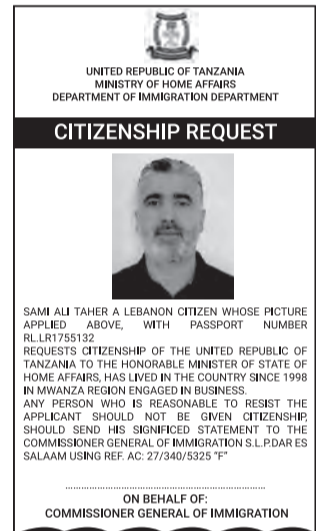 UNITED REPUBLIC OF TANZANIA
MINISTRY OF HOME AFFAIRS
DEPARTMENT OF IMMIGRATION DEPARTMENT
CITIZENSHIP REQUEST
SAMI ALI TAHER A LEBANON CITIZEN WHOSE PICTURE
APPLIED ABOVE, WITH PASSPORT NUMBER
RL.LR1755132
REQUESTS CITIZENSHIP OF THE UNITED REPUBLIC OF
TANZANIA TO THE HONORABLE MINISTER OF STATE OF
HOME AFFAIRS, HAS LIVED IN THE COUNTRY SINCE 1998
IN MWANZA REGION ENGAGED IN BUSINESS.
ANY PERSON WHO IS REASONABLE TO RESIST THE
APPLICANT SHOULD NOT BE GIVEN CITIZENSHIP,
SHOULD SEND HIS SIGNIFICED STATEMENT TO THE
COMMISSIONER GENERAL OF IMMIGRATION S.L.P.DAR ES
SALAAM USING REF. AC: 27/340/5325 "F"
ON BEHALF OF:
COMMISSIONER GENERAL OF IMMIGRATION